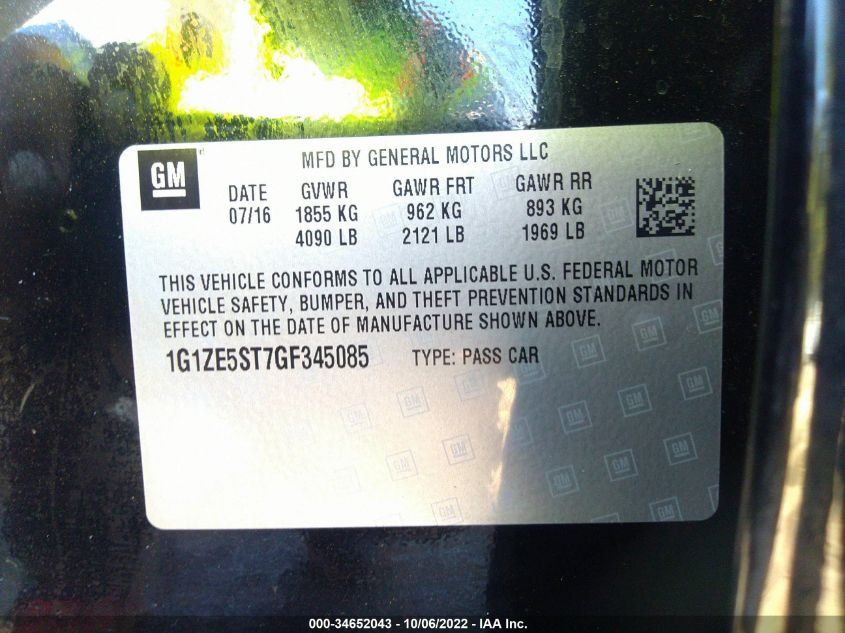 GM
MFD BY GENERAL MOTORS LLC
DATE GVWR GAWR FRT GAWR RR
07/16 1855 KG 962 KG 893 KG
4090 LB 2121 LB 1969 LB
THIS VEHICLE CONFORMS TO ALL APPLICABLE U.S. FEDERAL MOTOR
VEHICLE SAFETY, BUMPER, AND THEFT PREVENTION STANDARDS IN
EFFECT ON THE DATE OF MANUFACTURE SHOWN ABOVE.
1G1ZE5ST7GF345085 TYPE: PASS CAR
000-34652043 - 10/06/2022 - IAA Inc.